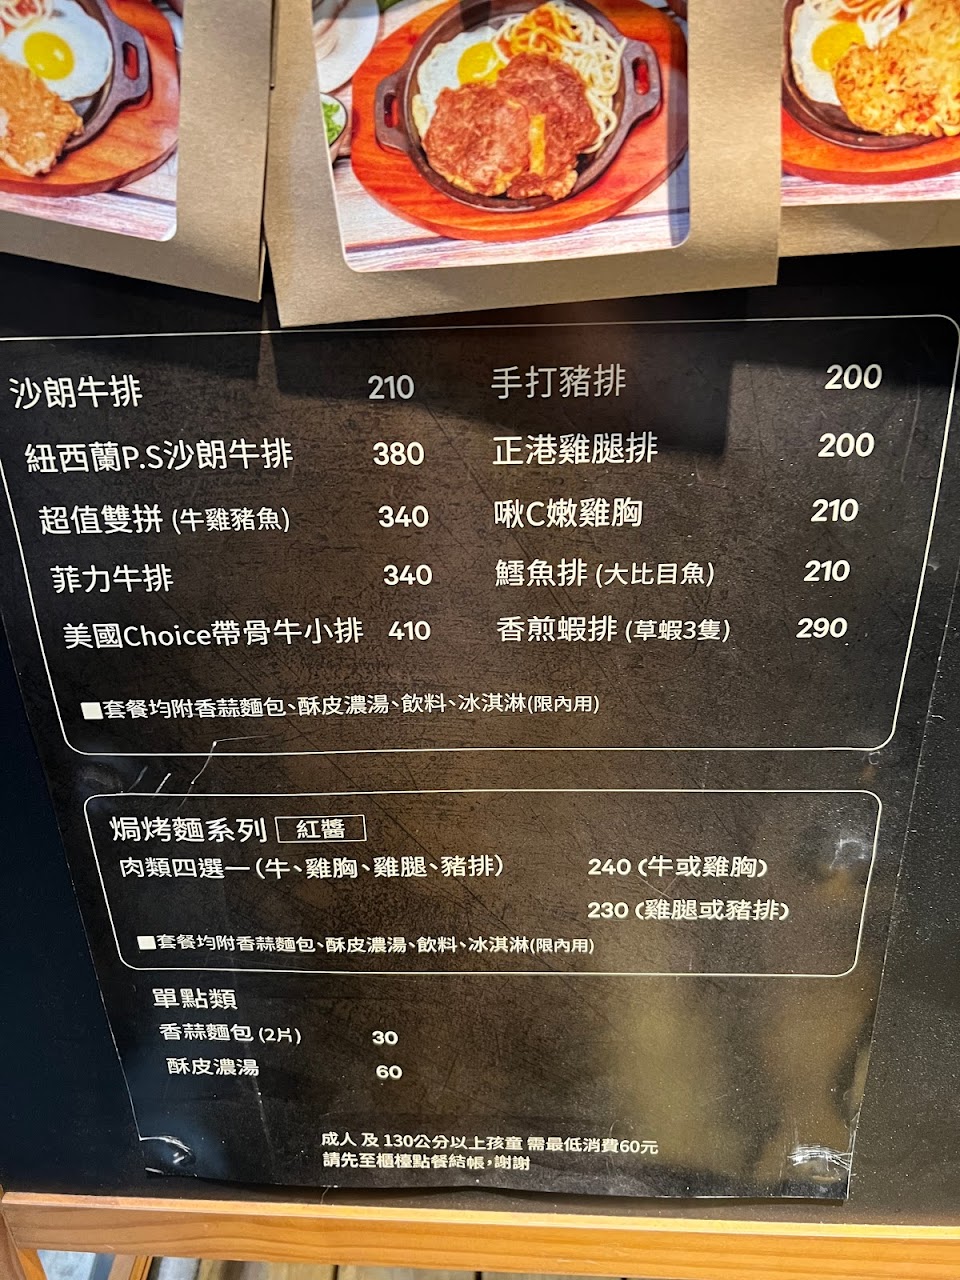 沙朗牛排 210
紐西蘭P.S沙朗牛排 380
超值雙拼 (牛雞豬魚) 340
菲力牛排 340
美國Choice帶骨牛小排 410
手打豬排 200
正港雞腿排 200
啾C嫩雞胸 210
鱈魚排 (大比目魚) 210
香煎蝦排 (草蝦3隻) 290
■套餐均附香蒜麵包、酥皮濃湯、飲料、冰淇淋(限內用)
焗烤麵系列 紅醬
肉類四選一(牛、雞胸、雞腿、豬排) 240 (牛或雞胸)
230 (雞腿或豬排)
■套餐均附香蒜麵包、酥皮濃湯、飲料、冰淇淋(限內用)
單點類
香蒜麵包 (2片) 30
酥皮濃湯 60
成人 及 130公分以上孩童 需最低消費60元
請先至櫃檯點餐結帳，謝謝